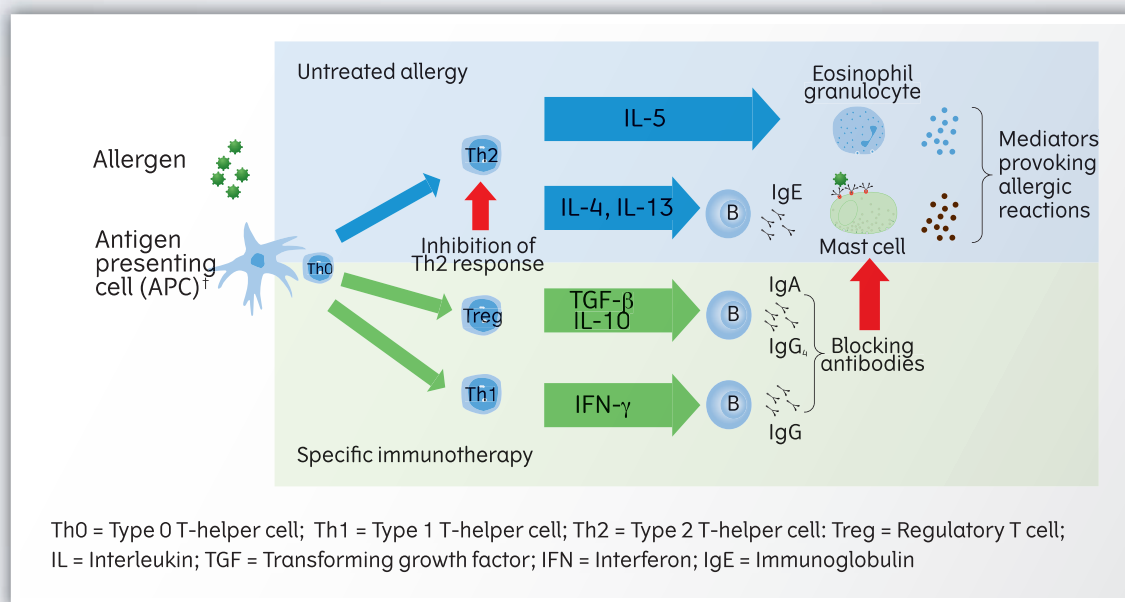 Untreated allergy
Allergen
Antigen
presenting
cell (APC)†
Th0
Th2
Inhibition of
Th2 response
IL-5
IL-4, IL-13
B
IgE
Eosinophil
granulocyte
Mast cell
Mediators
provoking
allergic
reactions
Treg
TGF-β
IL-10
B
IgA
IgG₄
Blocking
antibodies
Th1
IFN-γ
B
IgG
Specific immunotherapy
Th0 = Type 0 T-helper cell; Th1 = Type 1 T-helper cell; Th2 = Type 2 T-helper cell: Treg = Regulatory T cell;
IL = Interleukin; TGF = Transforming growth factor; IFN = Interferon; IgE = Immunoglobulin